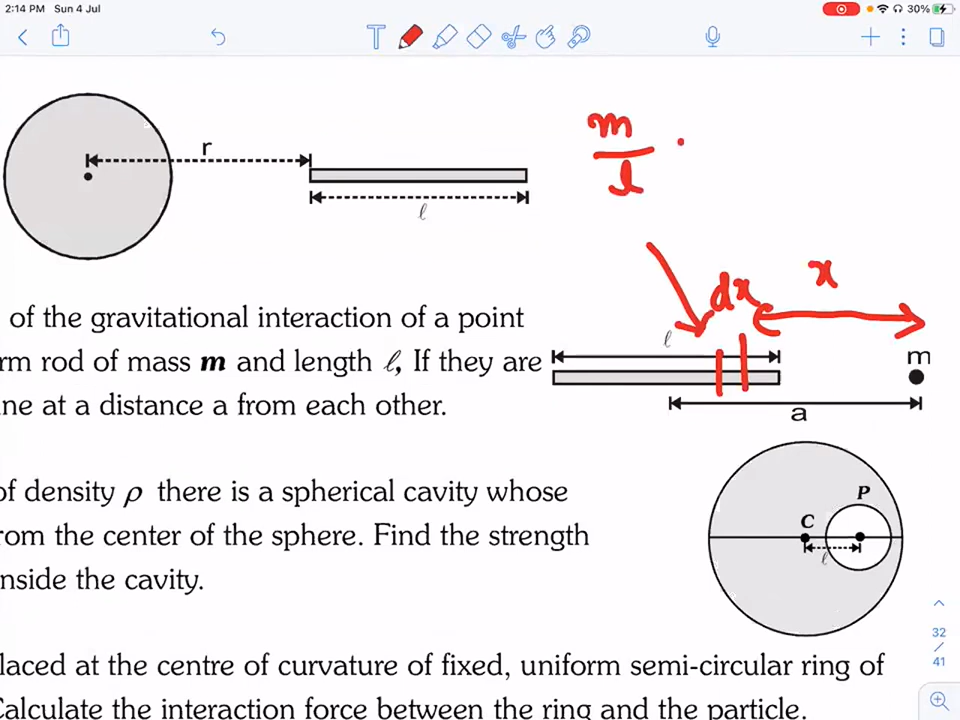 2:14 PM Sun 4 Jul
30%
r
ℓ
m
l
dx
x
of the gravitational interaction of a point
rm rod of mass m and length ℓ, If they are
ine at a distance a from each other.
ℓ
m
a
of density ρ there is a spherical cavity whose
rom the center of the sphere. Find the strength
nside the cavity.
P
C
ℓ
32
/
41
laced at the centre of curvature of fixed, uniform semi-circular ring of
Calculate the interaction force between the ring and the particle.